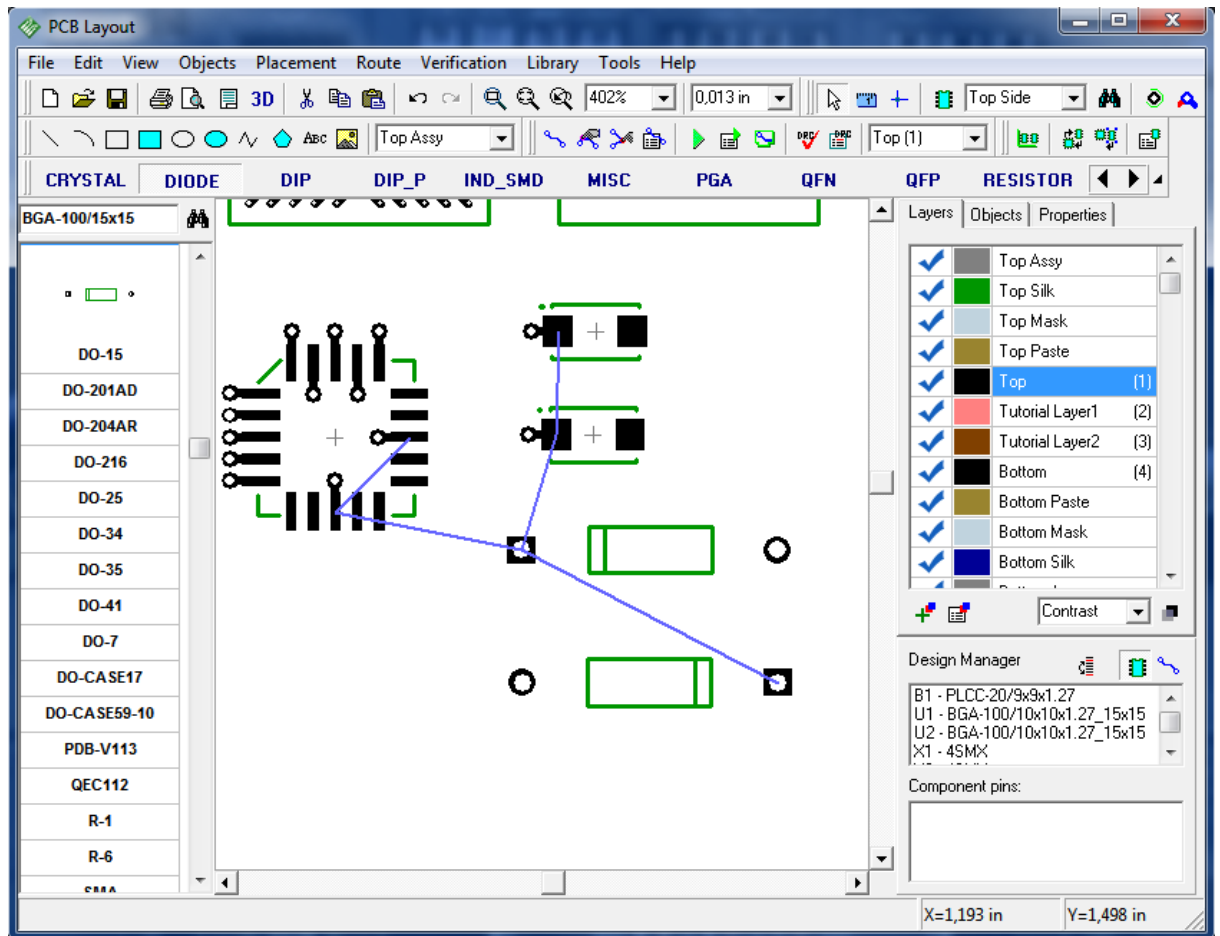 PCB Layout
File Edit View Objects Placement Route Verification Library Tools Help
3D 402% 0,013 in Top Side
ABC Top Assy DRC DRC Top (1)
CRYSTAL DIODE DIP DIP_P IND_SMD MISC PGA QFN QFP RESISTOR
BGA-100/15x15
DO-15
DO-201AD
DO-204AR
DO-216
DO-25
DO-34
DO-35
DO-41
DO-7
DO-CASE17
DO-CASE59-10
PDB-V113
QEC112
R-1
R-6
SMA
Layers Objects Properties
Top Assy
Top Silk
Top Mask
Top Paste
Top (1)
Tutorial Layer1 (2)
Tutorial Layer2 (3)
Bottom (4)
Bottom Paste
Bottom Mask
Bottom Silk
Contrast
Design Manager
B1 - PLCC-20/9x9x1.27
U1 - BGA-100/10x10x1.27_15x15
U2 - BGA-100/10x10x1.27_15x15
X1 - 4SMX
Component pins:
X=1,193 in Y=1,498 in